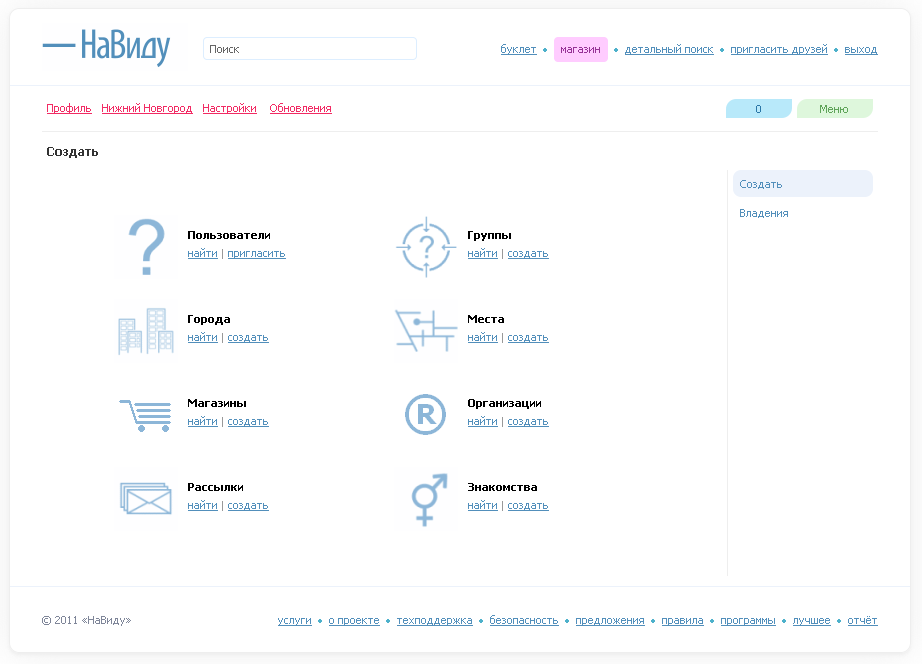 НаВиду
Поиск
буклет • магазин • детальный поиск • пригласить друзей • выход
Профиль Нижний Новгород Настройки Обновления
0 Меню
Создать
Создать
Владения
Пользователи
найти | пригласить
Группы
найти | создать
Города
найти | создать
Места
найти | создать
Магазины
найти | создать
R
Организации
найти | создать
Рассылки
найти | создать
Знакомства
найти | создать
© 2011 «НаВиду»
услуги • о проекте • техподдержка • безопасность • предложения • правила • программы • лучшее • отчёт